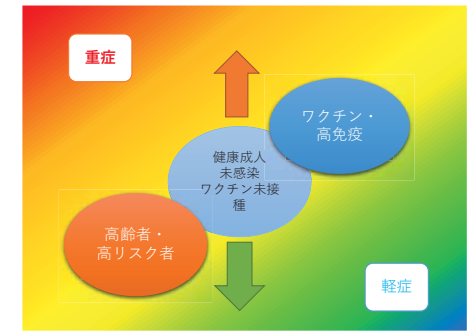 重症
ワクチン・
高免疫
健康成人
未感染
ワクチン未接
種
高齢者・
高リスク者
軽症